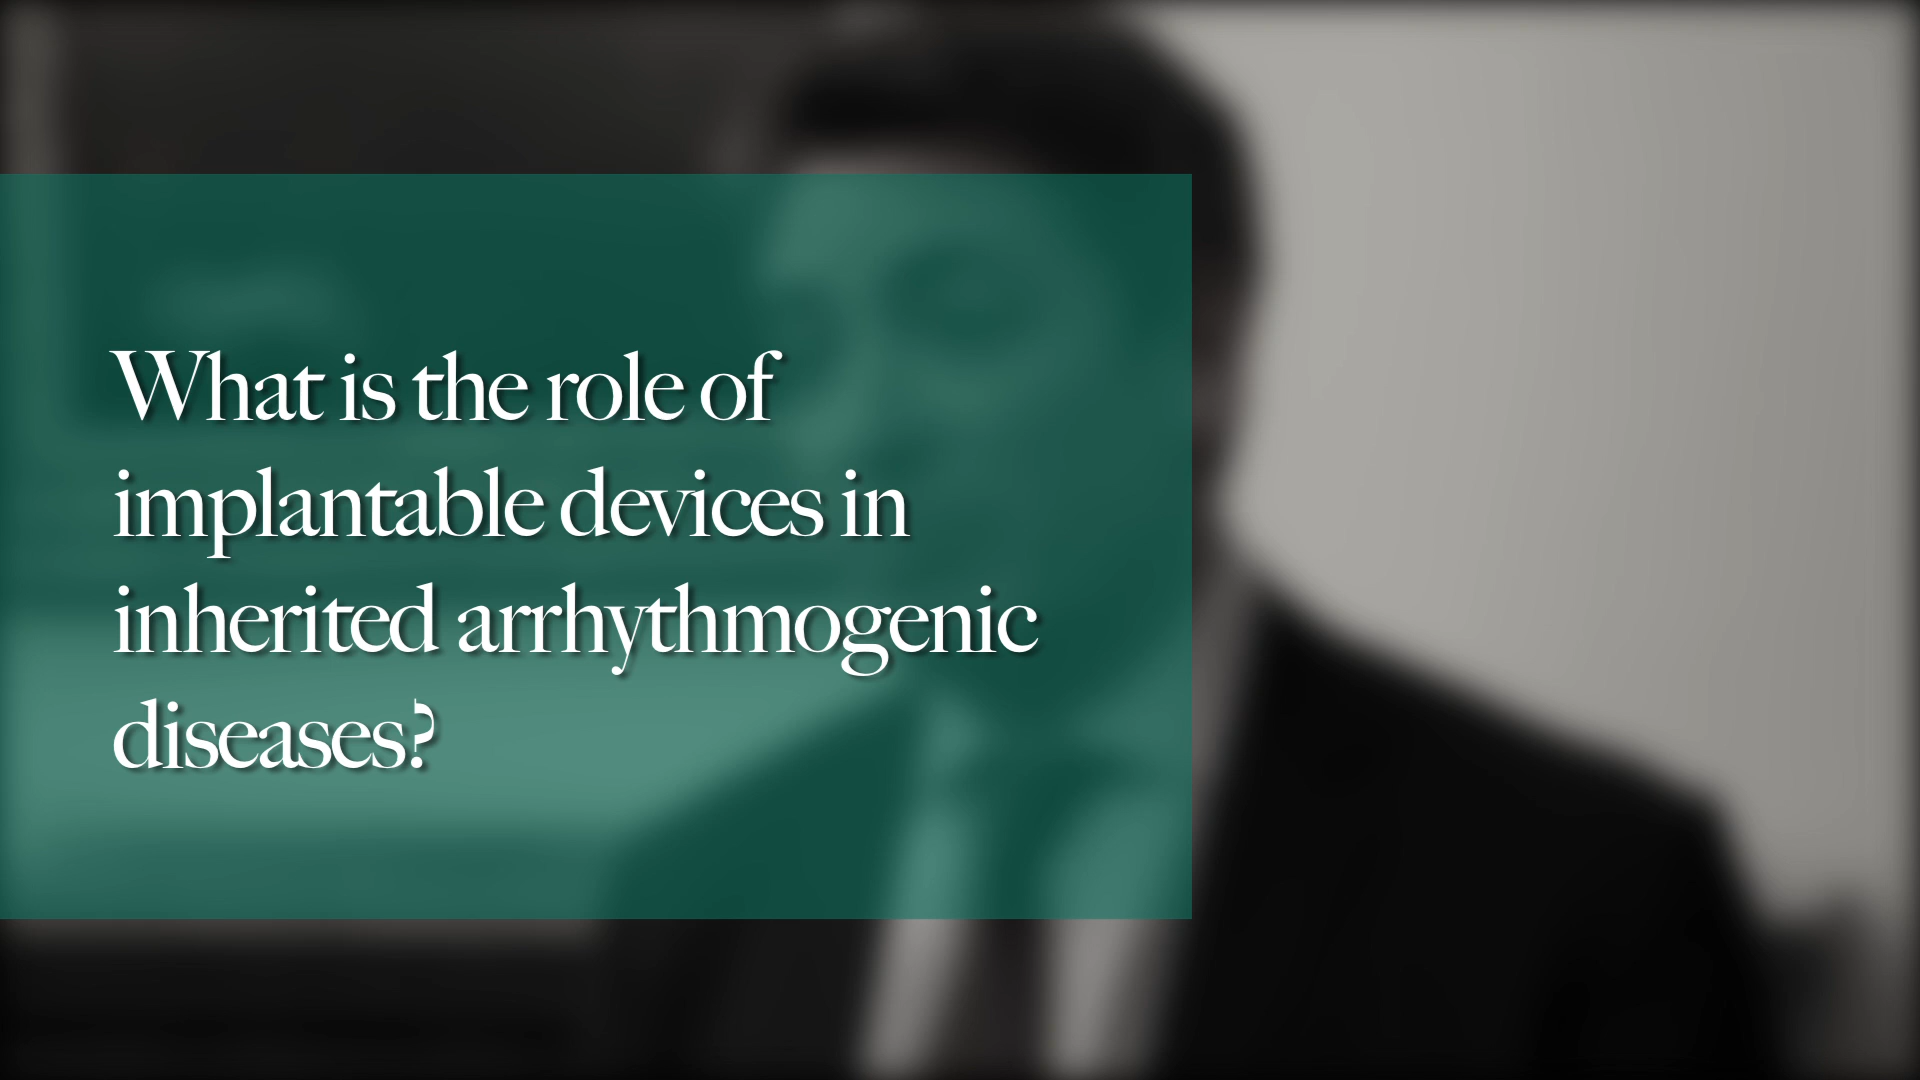 What is the role of
implantable devices in
inherited arrhythmogenic
diseases?